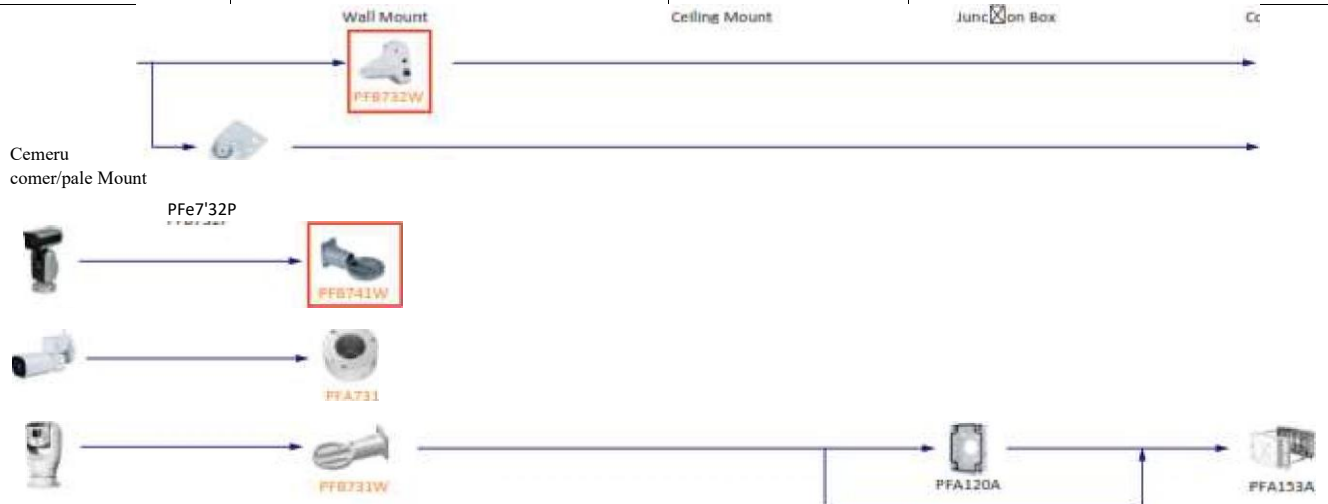 Wall Mount
Ceiling Mount
Junc on Box
Co
PFB732W
Cemeru
comer/pale Mount
PFe7'32P
PFB741W
PFA731
PFB731W
PFA120A
PFA153A